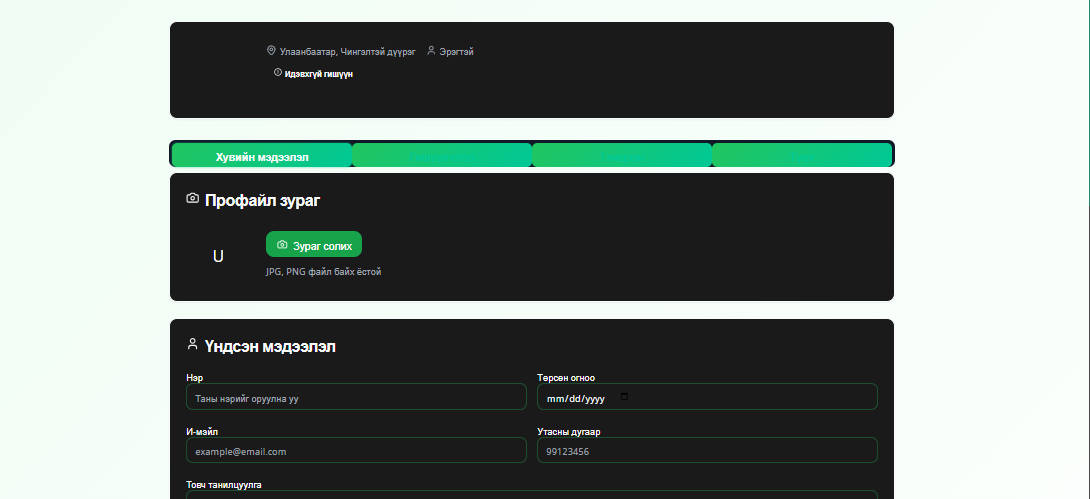 Улаанбаатар, Чингэлтэй дүүрэг Эрэгтэй
Идэвхгүй гишүүн
Хувийн мэдээлэл
Профайл зураг
U
Зураг солих
JPG, PNG файл байх ёстой
Үндсэн мэдээлэл
Нэр Төрсөн огноо
Таны нэрийг оруулна уу mm/dd/yyyy
И-мэйл Утасны дугаар
example@email.com 99123456
Товч танилцуулга